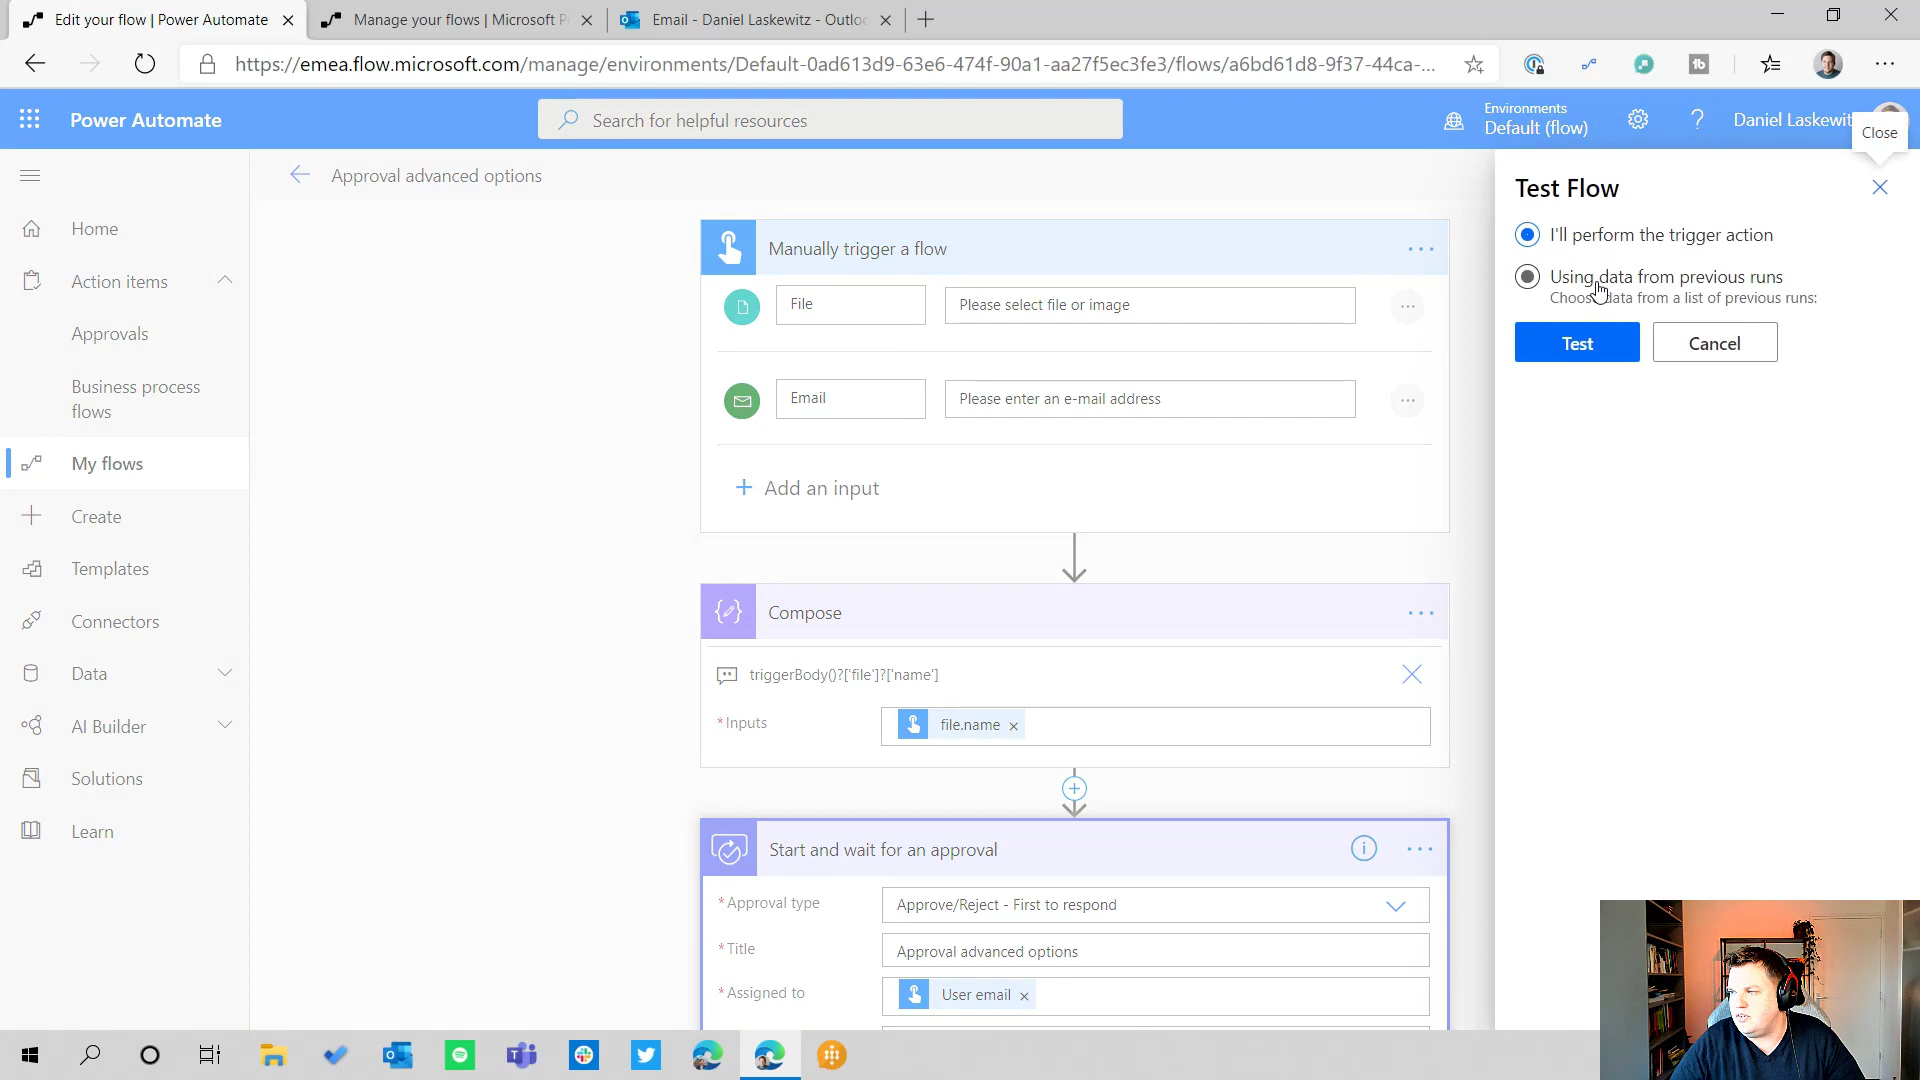 Edit your flow | Power Automate
Manage your flows | Microsoft P
Email - Daniel Laskewitz - Outlo
https://emea.flow.microsoft.com/manage/environments/Default-0ad613d9-63e6-474f-90a1-aa27f5ec3fe3/flows/a6bd61d8-9f37-44ca-...
Power Automate
Search for helpful resources
Environments
Default (flow)
?
Daniel Laskewit
Close
Approval advanced options
Home
Action items
Approvals
Business process
flows
My flows
Create
Templates
Connectors
Data
AI Builder
Solutions
Learn
Manually trigger a flow
File
Please select file or image
Email
Please enter an e-mail address
Add an input
Compose
triggerBody()?['file']?['name']
* Inputs
file.name
Start and wait for an approval
* Approval type
Approve/Reject - First to respond
* Title
Approval advanced options
* Assigned to
User email
Test Flow
I'll perform the trigger action
Using data from previous runs
Choose data from a list of previous runs:
Test
Cancel